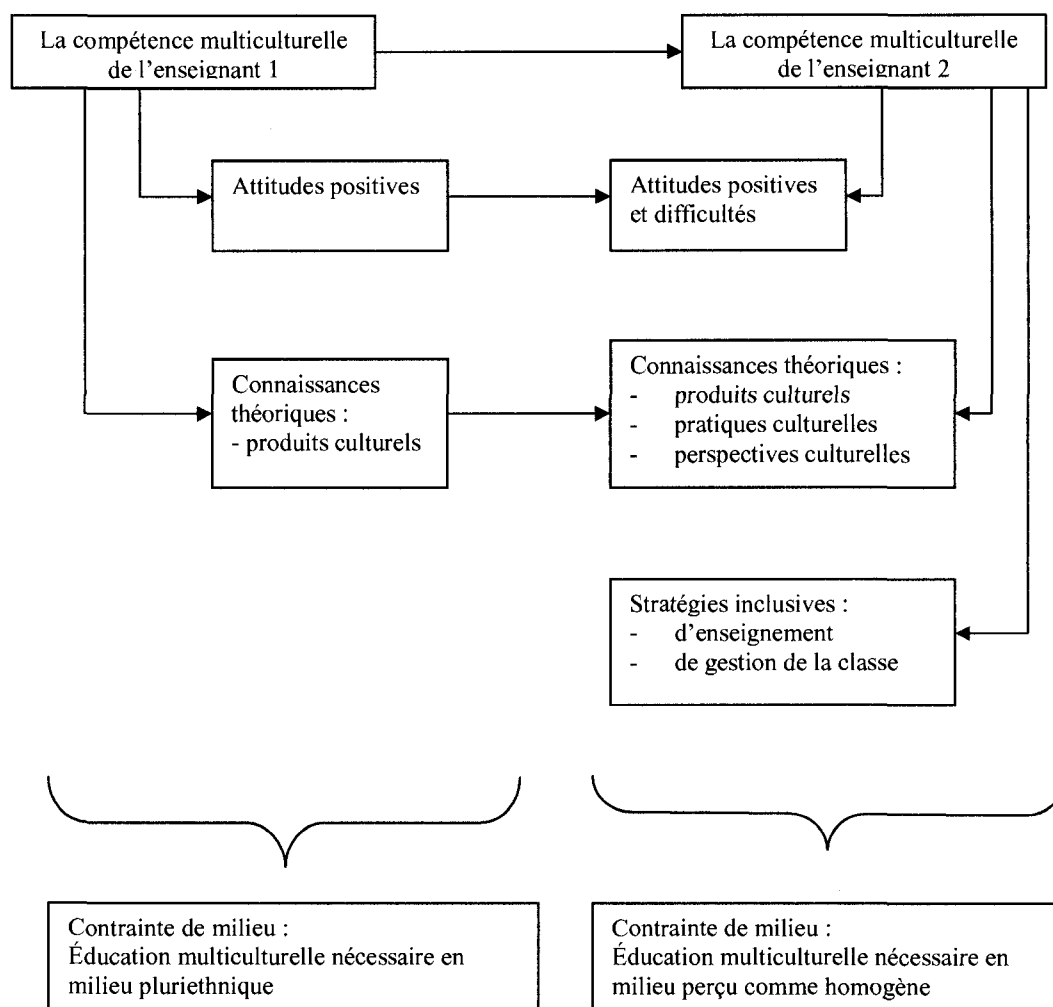 La compétence multiculturelle
de l'enseignant 1
La compétence multiculturelle
de l'enseignant 2
Attitudes positives
Attitudes positives
et difficultés
Connaissances
théoriques :
- produits culturels
Connaissances théoriques :
- produits culturels
- pratiques culturelles
- perspectives culturelles
Stratégies inclusives :
- d'enseignement
- de gestion de la classe
Contrainte de milieu :
Éducation multiculturelle nécessaire en
milieu pluriethnique
Contrainte de milieu :
Éducation multiculturelle nécessaire en
milieu perçu comme homogène